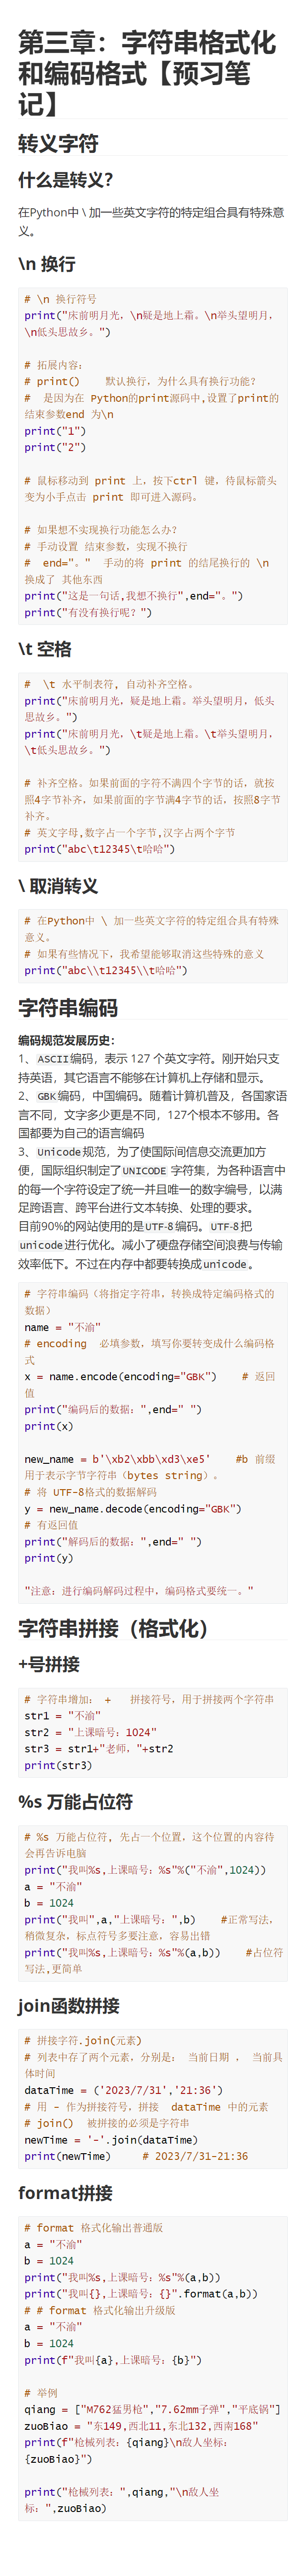 第三章：字符串格式化
和编码格式【预习笔
记】
转义字符
什么是转义？
在Python中 \ 加一些英文字符的特定组合具有特殊意
义。
\n 换行
# \n 换行符号
print("床前明月光，\n疑是地上霜。\n举头望明月，
\n低头思故乡。")
# 拓展内容：
# print()    默认换行，为什么具有换行功能？
#  是因为在 Python的print源码中,设置了print的
结束参数end 为\n
print("1")
print("2")
# 鼠标移动到 print 上，按下ctrl 键，待鼠标箭头
变为小手点击 print 即可进入源码。
# 如果想不实现换行功能怎么办？
# 手动设置 结束参数，实现不换行
#  end="。"  手动的将 print 的结尾换行的 \n
换成了 其他东西
print("这是一句话,我想不换行",end="。")
print("有没有换行呢？")
\t 空格
#  \t 水平制表符, 自动补齐空格。
print("床前明月光，疑是地上霜。举头望明月，低头
思故乡。")
print("床前明月光，\t疑是地上霜。\t举头望明月，
\t低头思故乡。")
# 补齐空格。如果前面的字符不满四个字节的话，就按
照4字节补齐，如果前面的字节满4字节的话，按照8字节
补齐。
# 英文字母,数字占一个字节,汉字占两个字节
print("abc\t12345\t哈哈")
\ 取消转义
# 在Python中 \ 加一些英文字符的特定组合具有特殊
意义。
# 如果有些情况下，我希望能够取消这些特殊的意义
print("abc\\t12345\\t哈哈")
字符串编码
编码规范发展历史：
1、ASCII编码，表示 127 个英文字符。刚开始只支
持英语，其它语言不能够在计算机上存储和显示。
2、GBK编码，中国编码。随着计算机普及，各国家语
言不同，文字多少更是不同，127个根本不够用。各
国都要为自己的语言编码
3、Unicode规范，为了使国际间信息交流更加方
便，国际组织制定了UNICODE 字符集，为各种语言中
的每一个字符设定了统一并且唯一的数字编号，以满
足跨语言、跨平台进行文本转换、处理的要求。
目前90%的网站使用的是UTF-8编码。UTF-8把
unicode进行优化。减小了硬盘存储空间浪费与传输
效率低下。不过在内存中都要转换成unicode。
# 字符串编码（将指定字符串，转换成特定编码格式的
数据）
name = "不渝"
# encoding  必填参数，填写你要转变成什么编码格
式
x = name.encode(encoding="GBK")    # 返回
值
print("编码后的数据：",end=" ")
print(x)
new_name = b'\xb2\xbb\xd3\xe5'    #b 前缀
用于表示字节字符串（bytes string）。
# 将 UTF-8格式的数据解码
y = new_name.decode(encoding="GBK")
# 有返回值
print("解码后的数据：",end=" ")
print(y)
"注意：进行编码解码过程中，编码格式要统一。"
字符串拼接（格式化）
+号拼接
# 字符串增加： +   拼接符号，用于拼接两个字符串
str1 = "不渝"
str2 = "上课暗号：1024"
str3 = str1+"老师，"+str2
print(str3)
%s 万能占位符
# %s 万能占位符, 先占一个位置，这个位置的内容待
会再告诉电脑
print("我叫%s,上课暗号：%s"%("不渝",1024))
a = "不渝"
b = 1024
print("我叫",a,"上课暗号：",b)    #正常写法，
稍微复杂，标点符号多要注意，容易出错
print("我叫%s,上课暗号：%s"%(a,b))    #占位符
写法,更简单
join函数拼接
# 拼接字符.join(元素)
# 列表中存了两个元素，分别是： 当前日期 ， 当前具
体时间
dataTime = ('2023/7/31','21:36')
# 用 - 作为拼接符号，拼接  dataTime 中的元素
# join()  被拼接的必须是字符串
newTime = '-'.join(dataTime)
print(newTime)     # 2023/7/31-21:36
format拼接
# format 格式化输出普通版
a = "不渝"
b = 1024
print("我叫%s,上课暗号：%s"%(a,b))
print("我叫{},上课暗号：{}".format(a,b))
# # format 格式化输出升级版
a = "不渝"
b = 1024
print(f"我叫{a},上课暗号：{b}")
# 举例
qiang = ["M762猛男枪","7.62mm子弹","平底锅"]
zuoBiao = "东149,西北11,东北132,西南168"
print(f"枪械列表：{qiang}\n敌人坐标：
{zuoBiao}")
print("枪械列表：",qiang,"\n敌人坐
标：",zuoBiao)